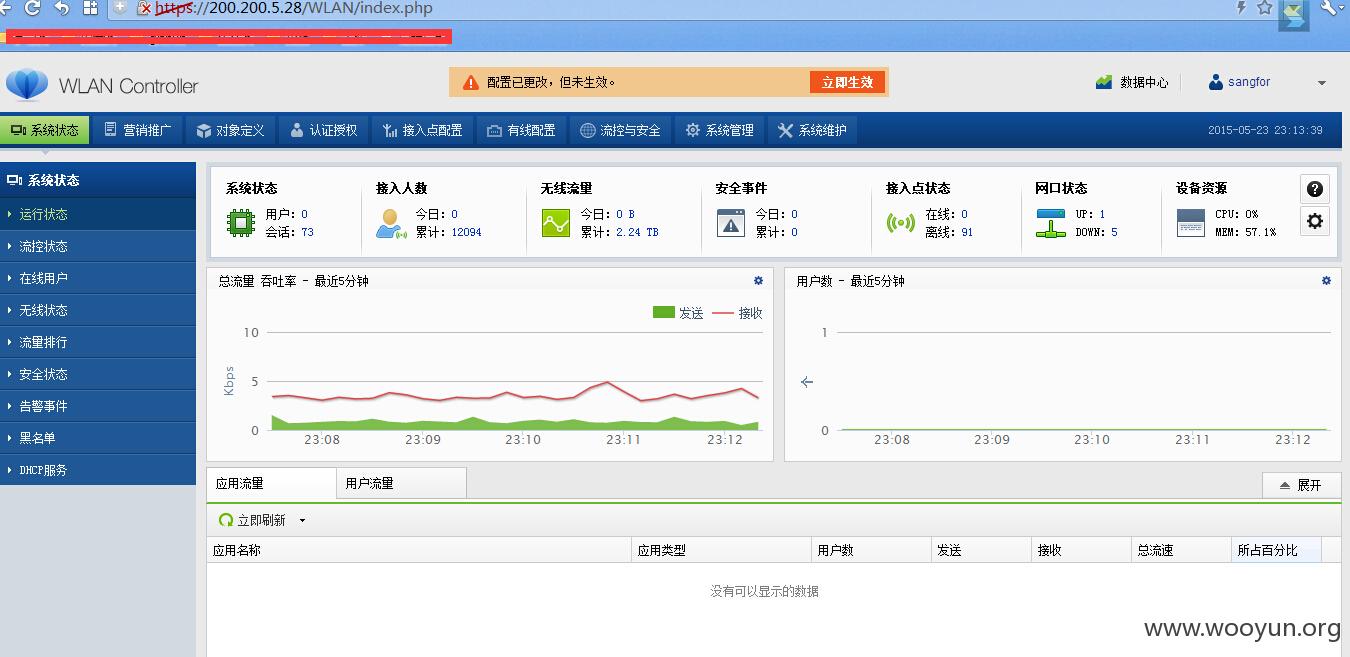 https://200.200.5.28/WLAN/index.php
WLAN Controller
配置已更改，但未生效。
立即生效
数据中心
sangfor
系统状态
营销推广
对象定义
认证授权
接入点配置
有线配置
流控与安全
系统管理
系统维护
2015-05-23 23:13:39
系统状态
运行状态
流控状态
在线用户
无线状态
流量排行
安全状态
告警事件
黑名单
DHCP服务
系统状态
用户：0
会话：73
接入人数
今日：0
累计：12094
无线流量
今日：0 B
累计：2.24 TB
安全事件
今日：0
累计：0
接入点状态
在线：0
离线：91
网口状态
UP: 1
DOWN: 5
设备资源
CPU: 0%
MEM: 57.1%
总流量 吞吐率 - 最近5分钟
发送
接收
Kbps
10
5
0
23:08
23:09
23:10
23:11
23:12
用户数 - 最近5分钟
1
0
23:08
23:09
23:10
23:11
23:12
应用流量
用户流量
展开
立即刷新
应用名称
应用类型
用户数
发送
接收
总流速
所占百分比
没有可以显示的数据
www.wooyun.org